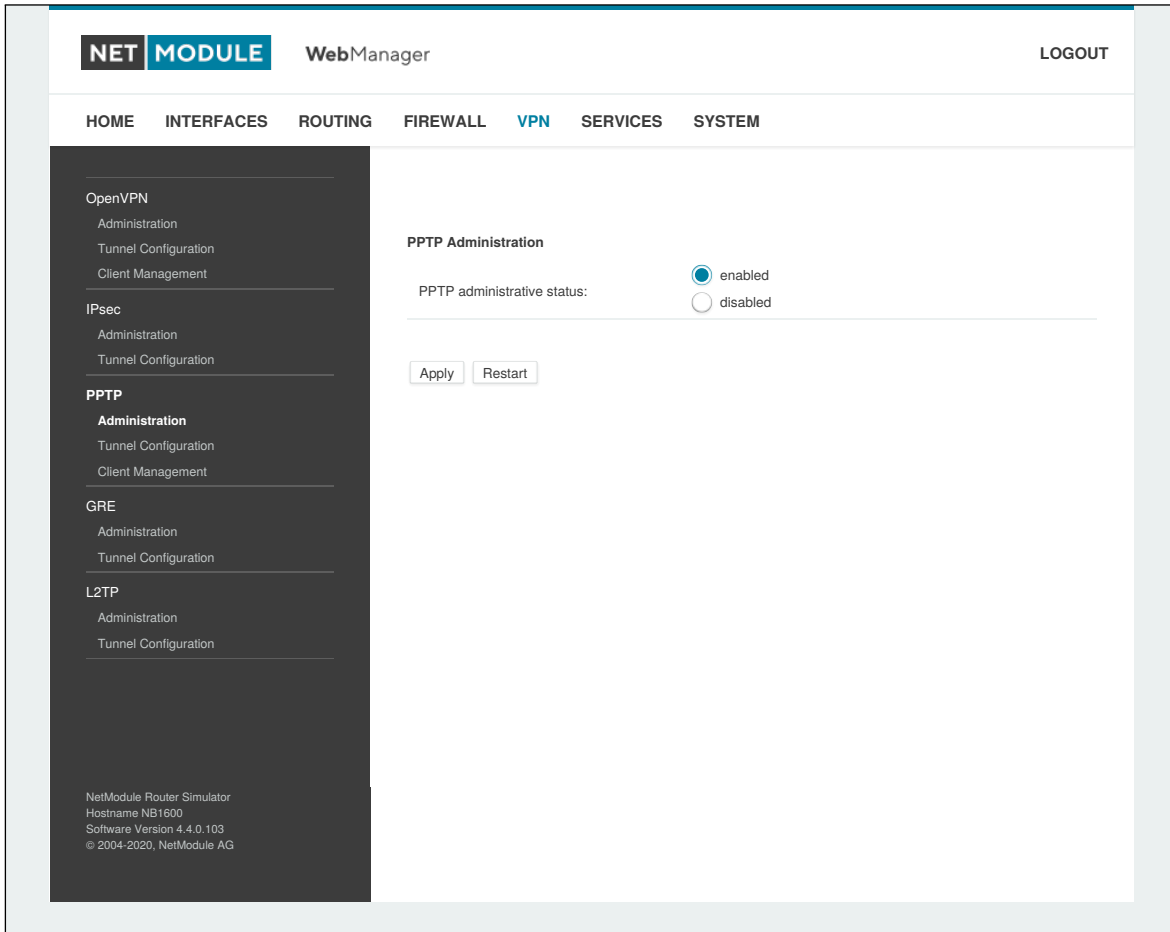 NET MODULE WebManager LOGOUT
HOME INTERFACES ROUTING FIREWALL VPN SERVICES SYSTEM
OpenVPN
Administration
Tunnel Configuration
Client Management
IPsec
Administration
Tunnel Configuration
PPTP
Administration
Tunnel Configuration
Client Management
GRE
Administration
Tunnel Configuration
L2TP
Administration
Tunnel Configuration
NetModule Router Simulator
Hostname NB1600
Software Version 4.4.0.103
© 2004-2020, NetModule AG
PPTP Administration
PPTP administrative status:
enabled
disabled
Apply Restart